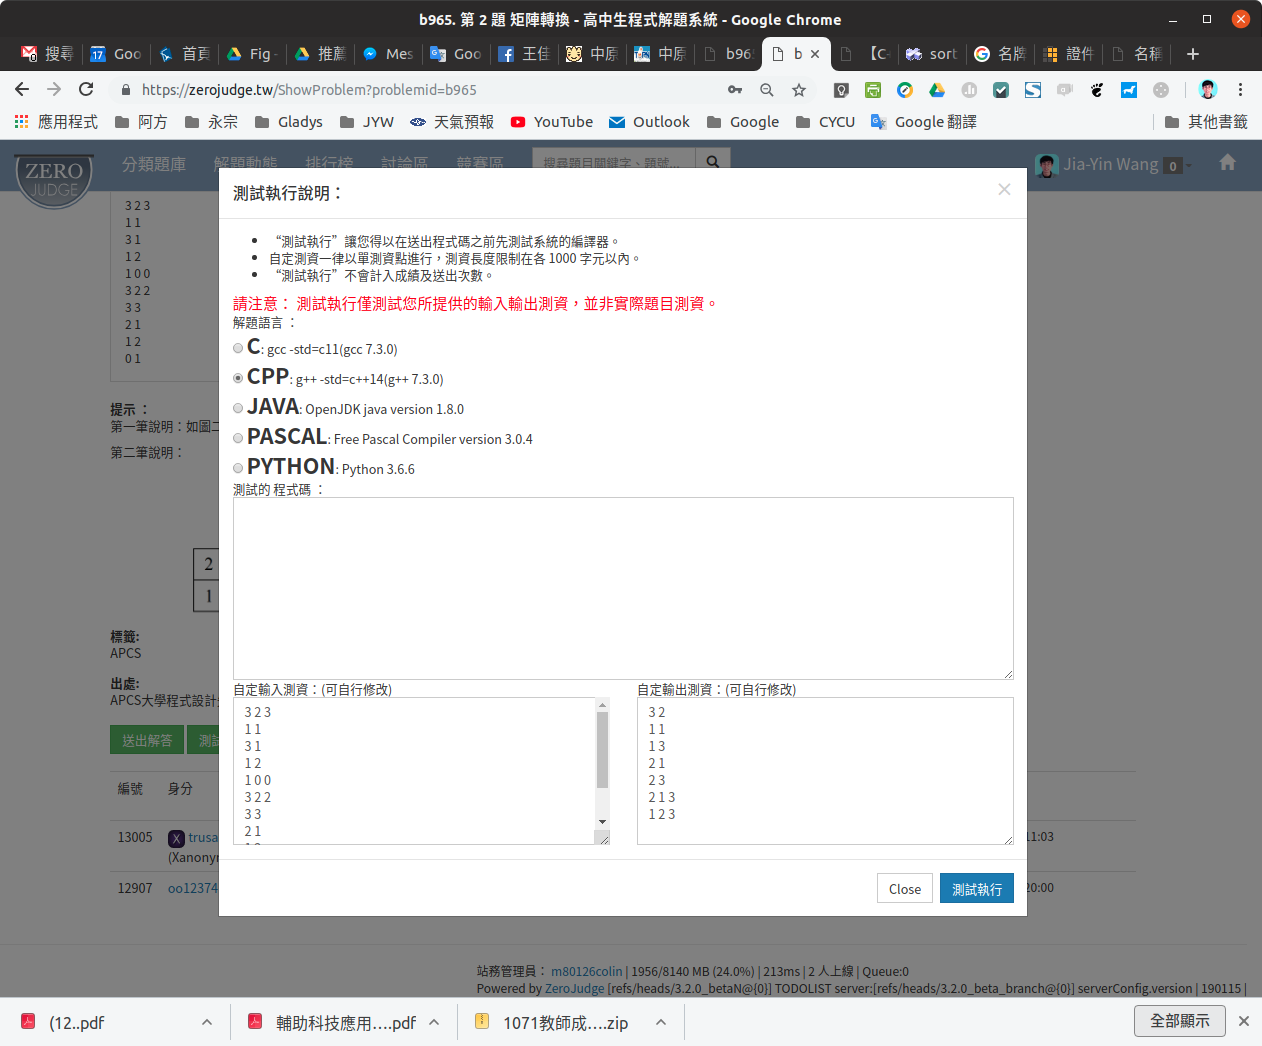 b965. 第 2 題 矩陣轉換 - 高中生程式解題系統 - Google Chrome
搜尋 Goo 首頁 Fig - 推薦 Mes Goo 王佳 中原 中原 b96 b 【C- sort 名牌 證件 名稱
https://zerojudge.tw/ShowProblem?problemid=b965
應用程式 阿方 永宗 Gladys JYW 天氣預報 YouTube Outlook Google CYCU Google 翻譯 其他書籤
ZERO JUDGE 分類題庫 解題動態 排行榜 討論區 競賽區 搜尋題目關鍵字、題號... Jia-Yin Wang 0
測試執行說明：
“測試執行”讓您得以在送出程式碼之前先測試系統的編譯器。
自定測資一律以單測資點進行，測資長度限制在各 1000 字元以內。
“測試執行”不會計入成績及送出次數。
請注意： 測試執行僅測試您所提供的輸入輸出測資，並非實際題目測資。
解題語言 ：
C: gcc -std=c11(gcc 7.3.0)
CPP: g++ -std=c++14(g++ 7.3.0)
JAVA: OpenJDK java version 1.8.0
PASCAL: Free Pascal Compiler version 3.0.4
PYTHON: Python 3.6.6
測試的 程式碼 ：
自定輸入測資：(可自行修改)
3 2 3
1 1
3 1
1 2
1 0 0
3 2 2
3 3
2 1
自定輸出測資：(可自行修改)
3 2
1 1
1 3
2 1
2 3
2 1 3
1 2 3
Close 測試執行
3 2 3
1 1
3 1
1 2
1 0 0
3 2 2
3 3
2 1
1 2
0 1
提示 ：
第一筆說明：如圖二
第二筆說明：
2
1
標籤:
APCS
出處:
APCS大學程式設計
送出解答 測試
編號 身分
13005 X trusa 11:03
(Xanonyr
12907 oo12374 20:00
站務管理員： m80126colin | 1956/8140 MB (24.0%) | 213ms | 2 人上線 | Queue:0
Powered by ZeroJudge [refs/heads/3.2.0_betaN@{0}] TODOLIST server:[refs/heads/3.2.0_beta_branch@{0}] serverConfig.version | 190115 |
(12..pdf 輔助科技應用....pdf 1071教師成....zip 全部顯示